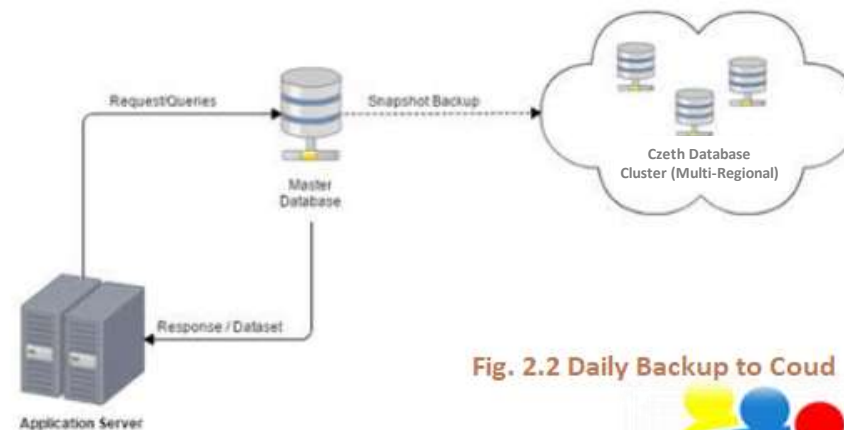 Request/Queries
Snapshot Backup
Czeth Database
Cluster (Multi-Regional)
Master
Database
Response / Dataset
Fig. 2.2 Daily Backup to Coud
Application Server